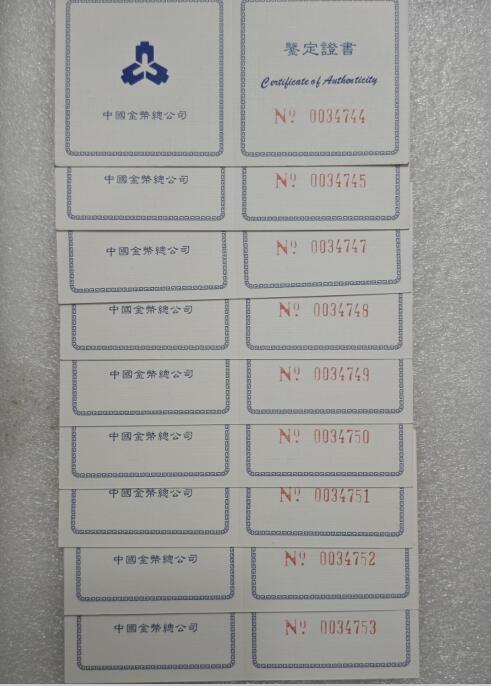 鑒定證書
Certificate of Authenticity
中國金幣總公司
Nº 0034744
中國金幣總公司
Nº 0034745
中國金幣總公司
Nº 0034747
中國金幣總公司
Nº 0034748
中國金幣總公司
Nº 0034749
中國金幣總公司
Nº 0034750
中國金幣總公司
Nº 0034751
中國金幣總公司
Nº 0034752
中國金幣總公司
Nº 0034753